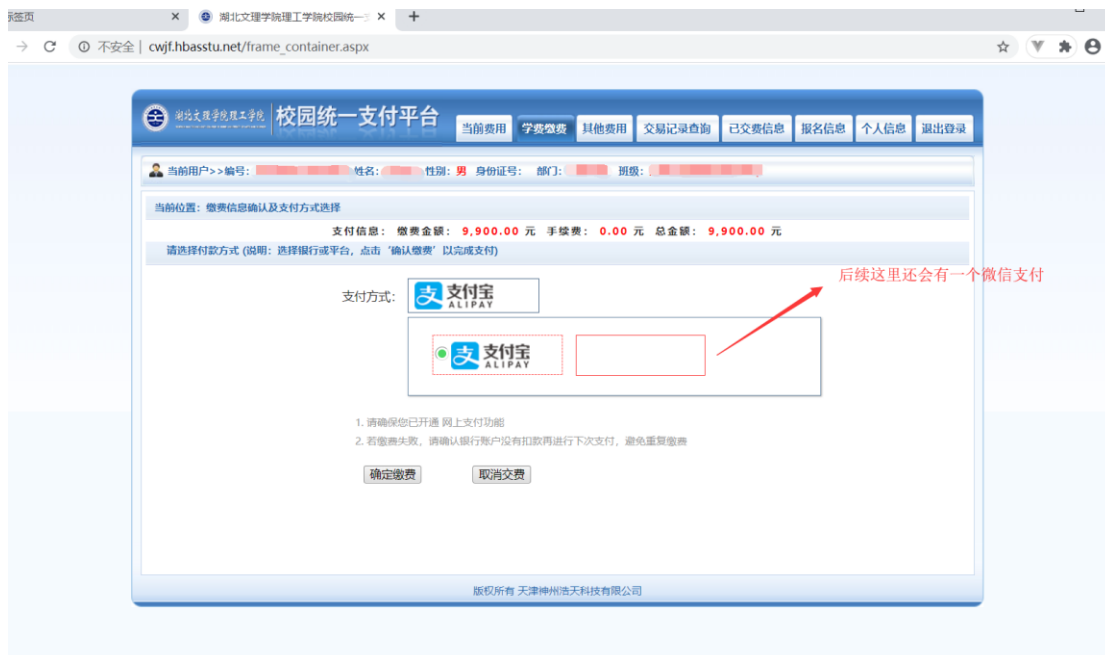 示签页
湖北文理学院理工学院校园统一支
不安全 | cwjf.hbasstu.net/frame_container.aspx
湖北文理学院理工学院 校园统一支付平台
当前费用 学费缴费 其他费用 交易记录查询 已交费信息 报名信息 个人信息 退出登录
当前用户>>编号: 姓名: 性别: 男 身份证号: 部门: 班级:
当前位置: 缴费信息确认及支付方式选择
支付信息: 缴费金额: 9,900.00 元 手续费: 0.00 元 总金额: 9,900.00 元
请选择付款方式 (说明: 选择银行或平台, 点击‘确认缴费’以完成支付)
后续这里还会有一个微信支付
支付方式: 支 支付宝
ALIPAY
支 支付宝
ALIPAY
1. 请确保您已开通 网上支付功能
2. 若缴费失败, 请确认银行账户没有扣款再进行下次支付, 避免重复缴费
确定缴费 取消交费
版权所有 天津神州浩天科技有限公司